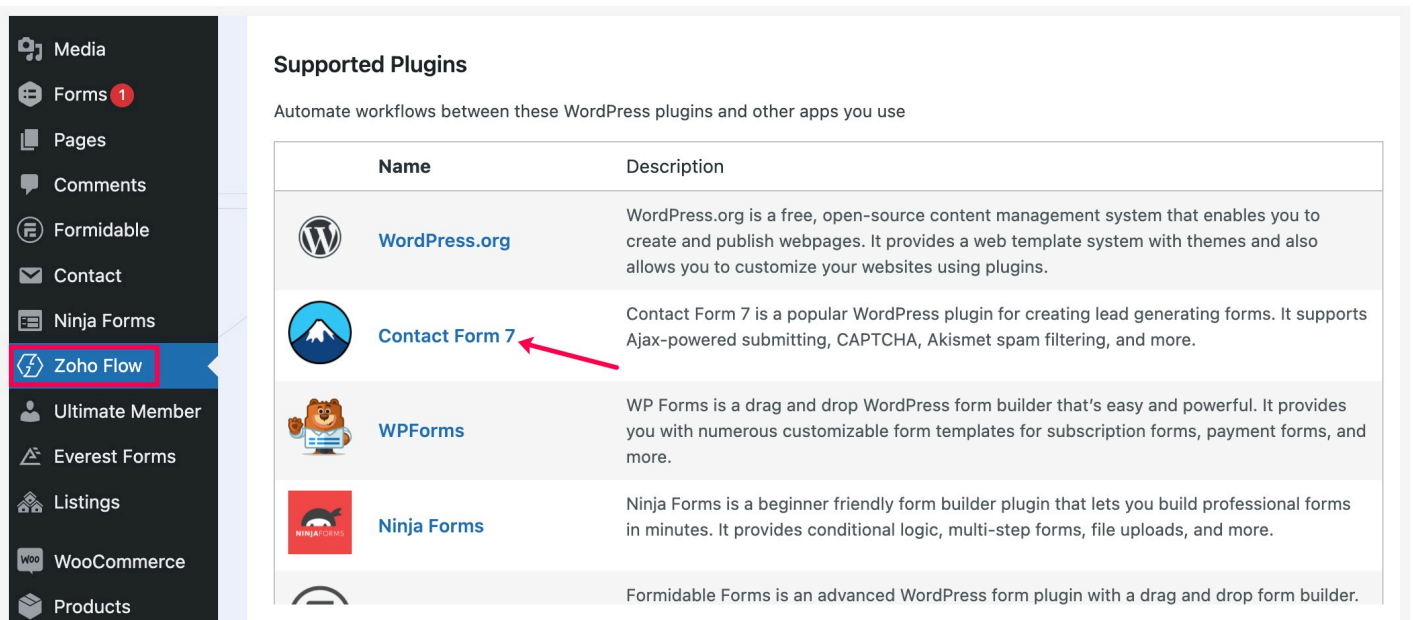 Media
Forms 1
Pages
Comments
Formidable
Contact
Ninja Forms
Zoho Flow
Ultimate Member
Everest Forms
Listings
WooCommerce
Products
Supported Plugins
Automate workflows between these WordPress plugins and other apps you use
Name Description
WordPress.org
WordPress.org is a free, open-source content management system that enables you to
create and publish webpages. It provides a web template system with themes and also
allows you to customize your websites using plugins.
Contact Form 7
Contact Form 7 is a popular WordPress plugin for creating lead generating forms. It supports
Ajax-powered submitting, CAPTCHA, Akismet spam filtering, and more.
WPForms
WP Forms is a drag and drop WordPress form builder that's easy and powerful. It provides
you with numerous customizable form templates for subscription forms, payment forms, and
more.
NINJAFORMS
Ninja Forms
Ninja Forms is a beginner friendly form builder plugin that lets you build professional forms
in minutes. It provides conditional logic, multi-step forms, file uploads, and more.
Formidable Forms is an advanced WordPress form plugin with a drag and drop form builder.